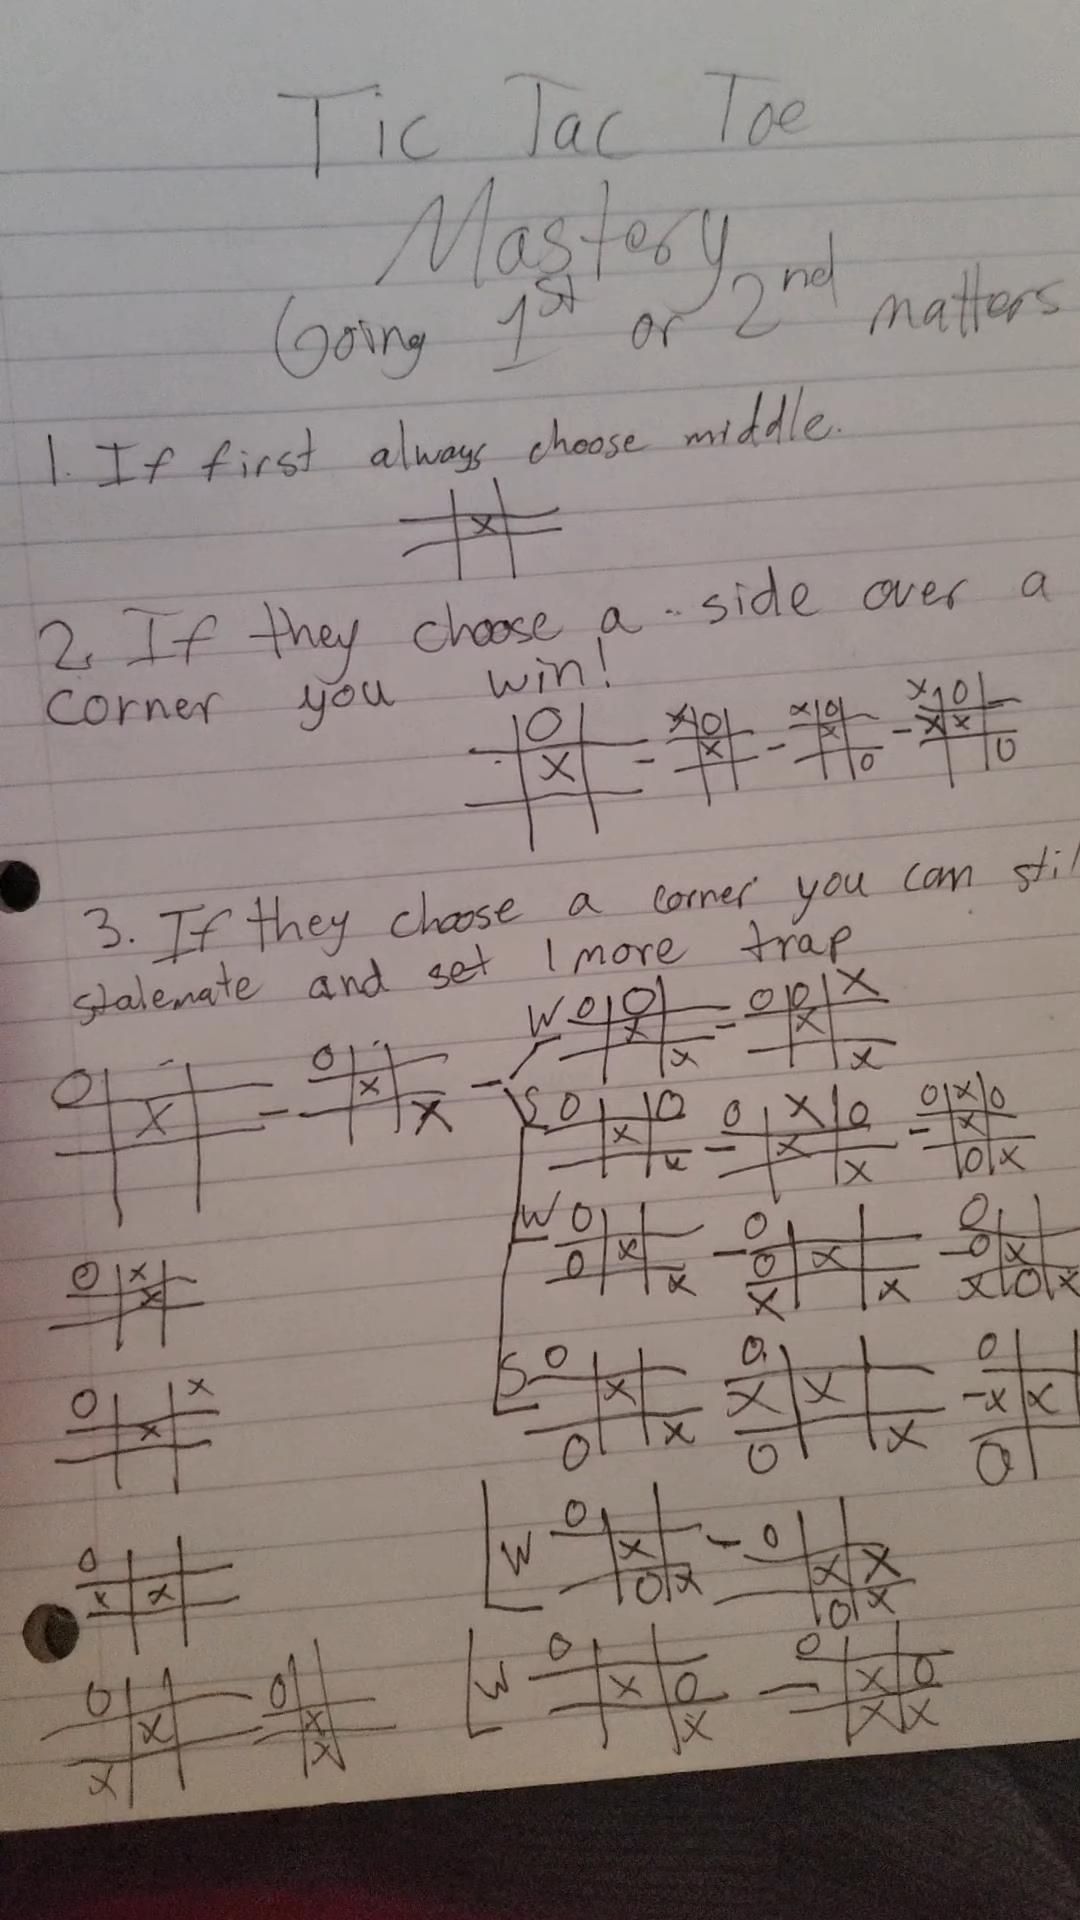 Tic Tac Toe
Mastery
Going 1st or 2nd matters
1. If first always choose middle.
X
2. If they choose a side over a
corner you win!
O - X O - X O - X O
X X X X X
O O
3. If they choose a corner you can stil
stalemate and set 1 more trap
W O O - O O X
X X
X X
O - O - S O O - O X O - O X O
X X X X X
X X X O X
W O - O - O
O X O X O X
X X X X O X
O X
X
S O O O
X X X - X X
O X O X O
O X
X
W O - O
X X X
O X O X
O
X X
W O - O
X O X O
X X X
O O
X X
X X